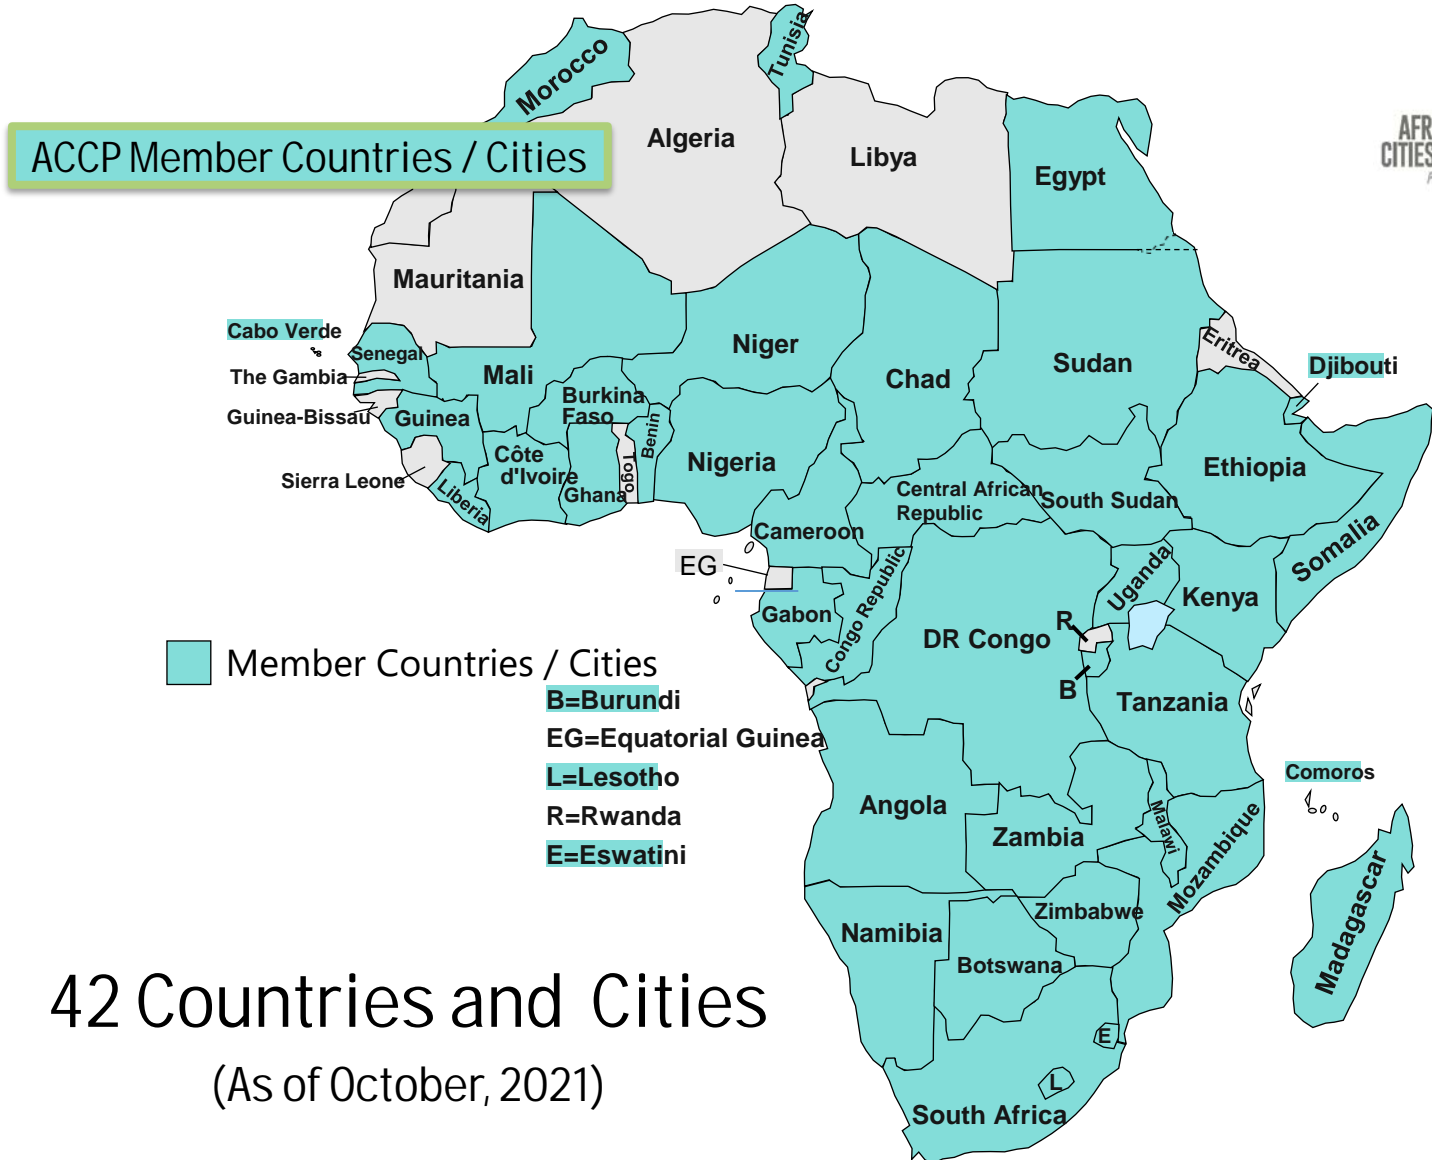 ACCP Member Countries / Cities
Morocco
Tunisia
Algeria
Libya
Egypt
AFR
CITIES
Mauritania
Cabo Verde
Senegal
The Gambia
Guinea-Bissau
Guinea
Sierra Leone
Liberia
Mali
Burkina
Faso
Côte
d'Ivoire
Ghana
Togo
Benin
Niger
Nigeria
Chad
Sudan
Eritrea
Djibouti
Ethiopia
Somalia
Central African
Republic
South Sudan
Cameroon
EG
Gabon
Congo Republic
DR Congo
Uganda
Kenya
R
B
Tanzania
Member Countries / Cities
B=Burundi
EG=Equatorial Guinea
L=Lesotho
R=Rwanda
E=Eswatini
Comoros
Angola
Zambia
Malawi
Mozambique
Madagascar
Zimbabwe
Namibia
Botswana
E
L
South Africa
42 Countries and Cities
(As of October, 2021)